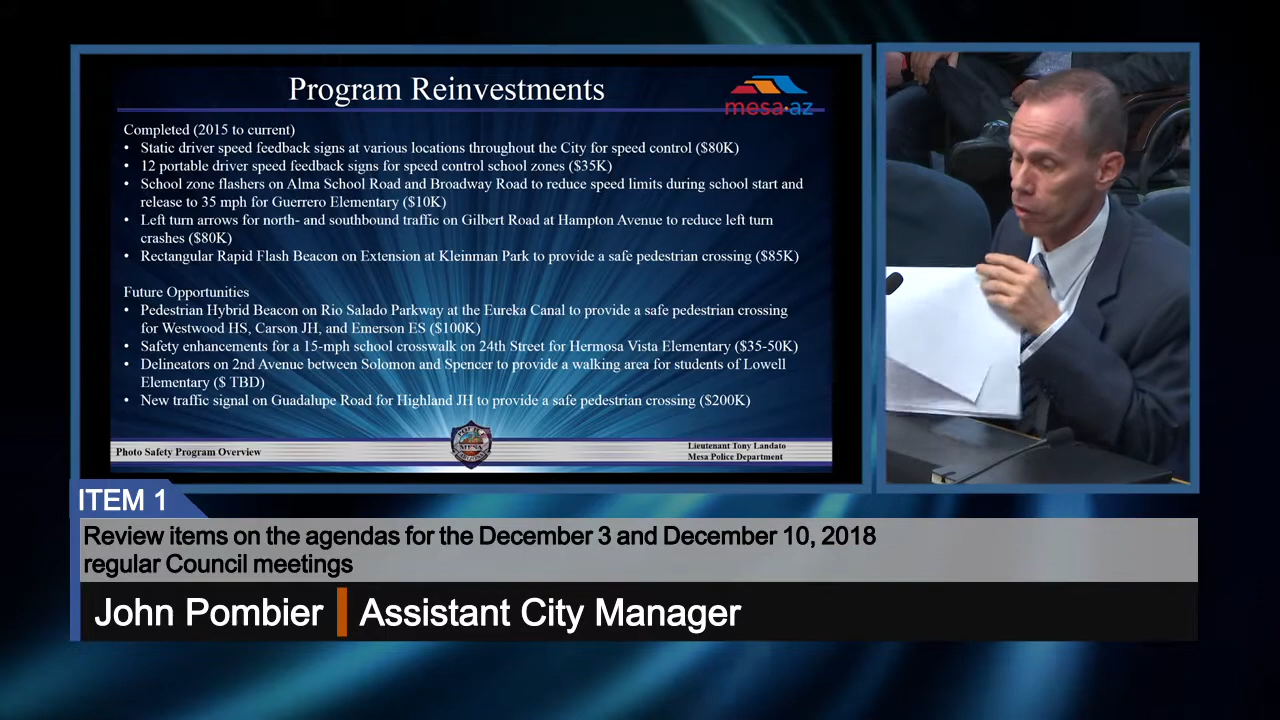 Program Reinvestments
mesa·az
Completed (2015 to current)
• Static driver speed feedback signs at various locations throughout the City for speed control ($80K)
• 12 portable driver speed feedback signs for speed control school zones ($35K)
• School zone flashers on Alma School Road and Broadway Road to reduce speed limits during school start and
release to 35 mph for Guerrero Elementary ($10K)
• Left turn arrows for north- and southbound traffic on Gilbert Road at Hampton Avenue to reduce left turn
crashes ($80K)
• Rectangular Rapid Flash Beacon on Extension at Kleinman Park to provide a safe pedestrian crossing ($85K)
Future Opportunities
• Pedestrian Hybrid Beacon on Rio Salado Parkway at the Eureka Canal to provide a safe pedestrian crossing
for Westwood HS, Carson JH, and Emerson ES ($100K)
• Safety enhancements for a 15-mph school crosswalk on 24th Street for Hermosa Vista Elementary ($35-50K)
• Delineators on 2nd Avenue between Solomon and Spencer to provide a walking area for students of Lowell
Elementary ($ TBD)
• New traffic signal on Guadalupe Road for Highland JH to provide a safe pedestrian crossing ($200K)
Photo Safety Program Overview
POLICE
MESA
Lieutenant Tony Landato
Mesa Police Department
ITEM 1
Review items on the agendas for the December 3 and December 10, 2018
regular Council meetings
John Pombier
Assistant City Manager